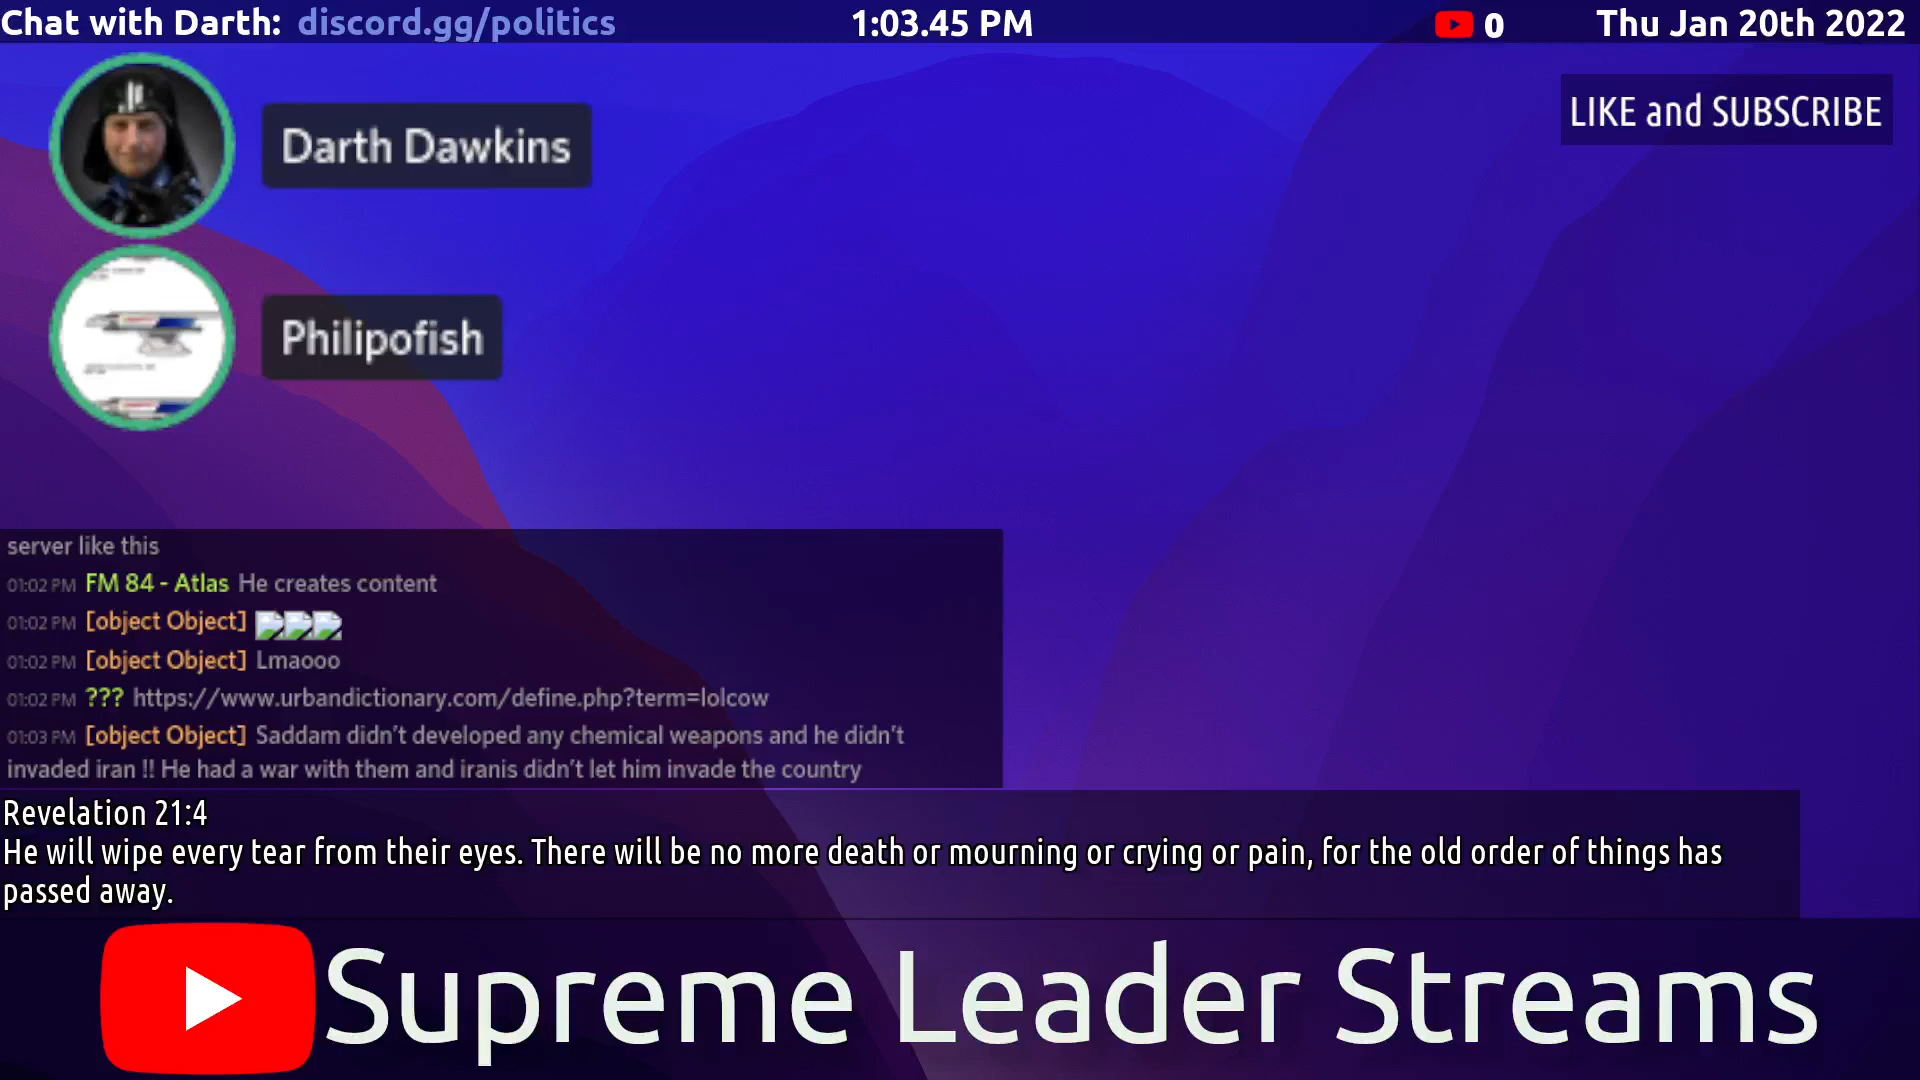 Chat with Darth: discord.gg/politics 1:03.45 PM 0 Thu Jan 20th 2022
LIKE and SUBSCRIBE
Darth Dawkins
Philipofish
server like this
01:02 PM FM 84 - Atlas He creates content
01:02 PM [object Object]
01:02 PM [object Object] Lmaooo
01:02 PM ??? https://www.urbandictionary.com/define.php?term=lolcow
01:03 PM [object Object] Saddam didn't developed any chemical weapons and he didn't
invaded iran !! He had a war with them and iranis didn't let him invade the country
Revelation 21:4
He will wipe every tear from their eyes. There will be no more death or mourning or crying or pain, for the old order of things has
passed away.
Supreme Leader Streams